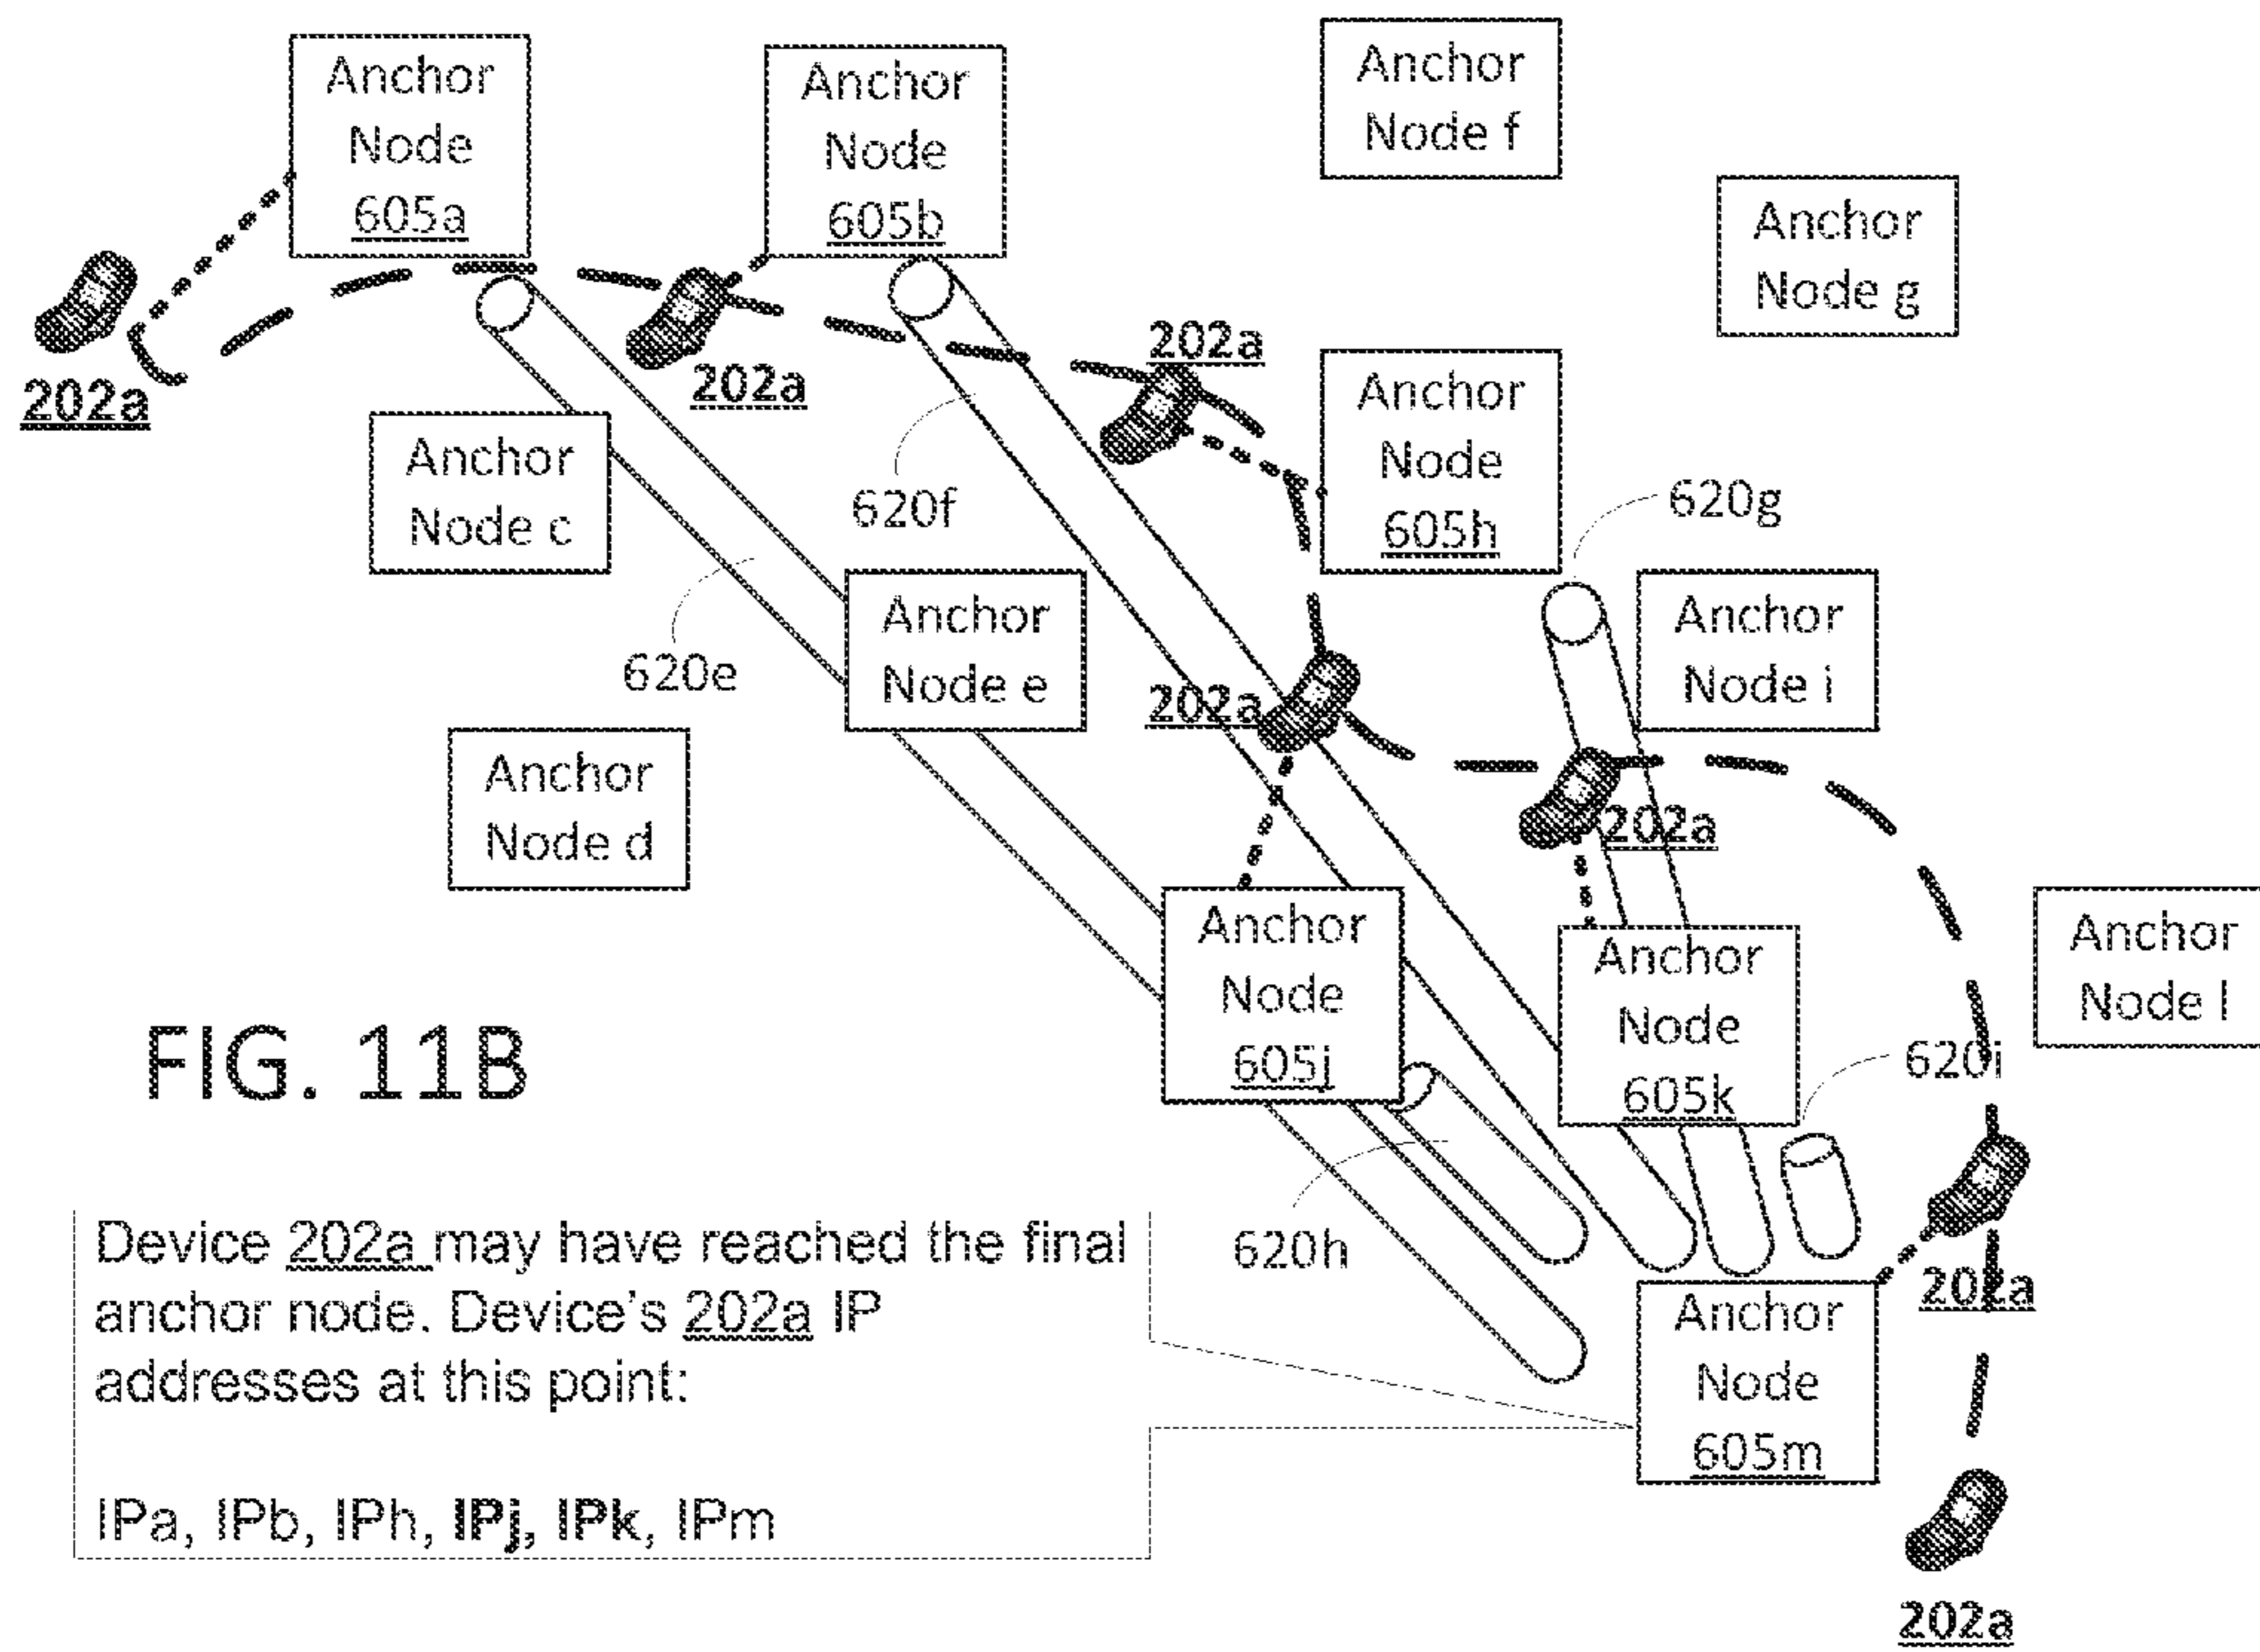 Anchor
Node
605a
Anchor
Node
605b
Anchor
Node f
Anchor
Node g
202a
202a
202a
Anchor
Node
605h
Anchor
Node c
620f
620g
620e
Anchor
Node e
202a
Anchor
Node i
Anchor
Node d
202a
Anchor
Node
605j
Anchor
Node
605k
Anchor
Node l
FIG. 11B
620i
620h
202a
Device 202a may have reached the final
anchor node. Device's 202a IP
addresses at this point:
IPa, IPb, IPh, IPj, IPk, IPm
Anchor
Node
605m
202a